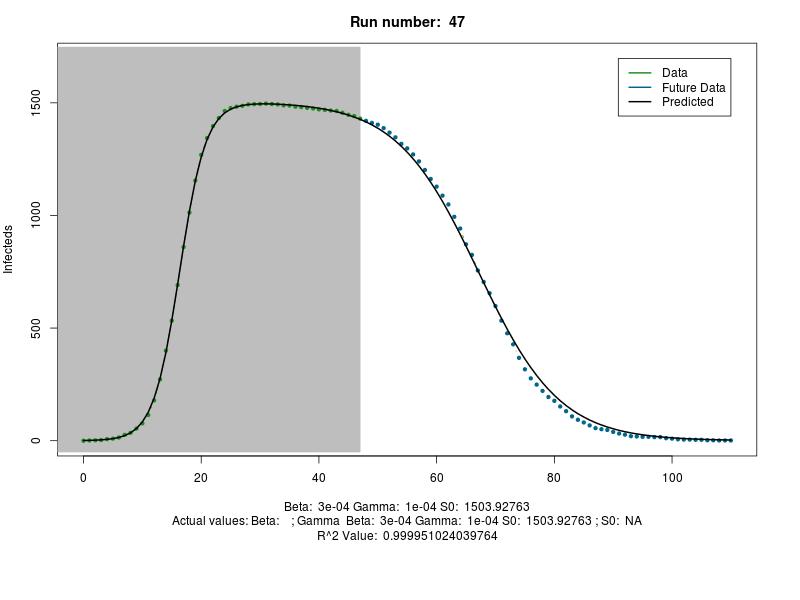 Run number: 47
Data
Future Data
Predicted
Infecteds
1500
1000
500
0
0 20 40 60 80 100
Beta: 3e-04 Gamma: 1e-04 S0: 1503.92763
Actual values: Beta: ; Gamma Beta: 3e-04 Gamma: 1e-04 S0: 1503.92763 ; S0: NA
R^2 Value: 0.999951024039764